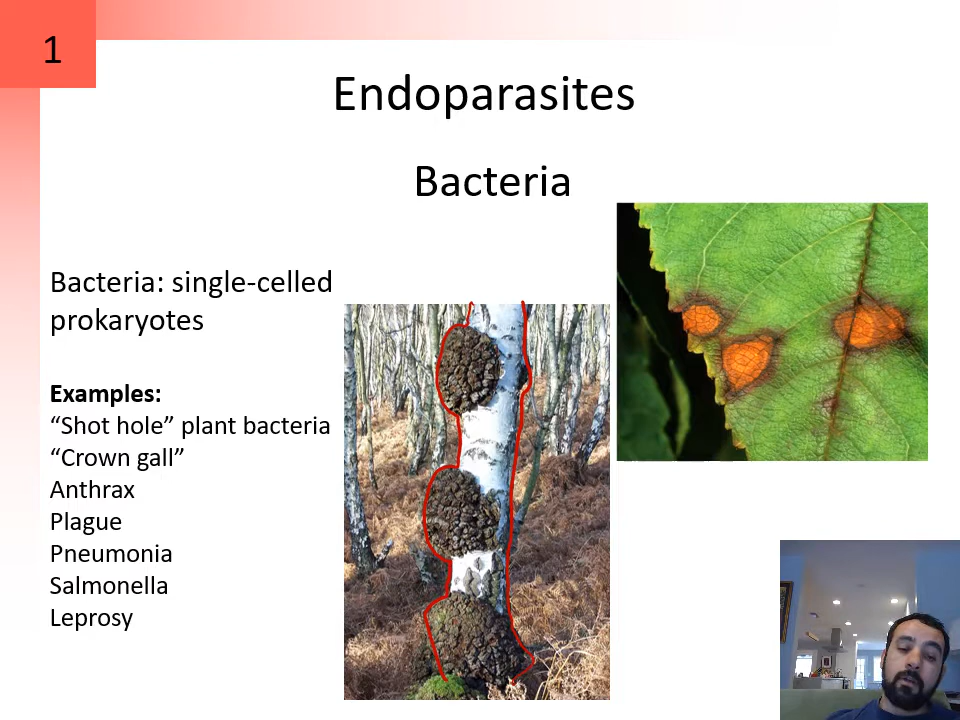 1
Endoparasites
Bacteria
Bacteria: single-celled
prokaryotes
Examples:
“Shot hole” plant bacteria
“Crown gall”
Anthrax
Plague
Pneumonia
Salmonella
Leprosy